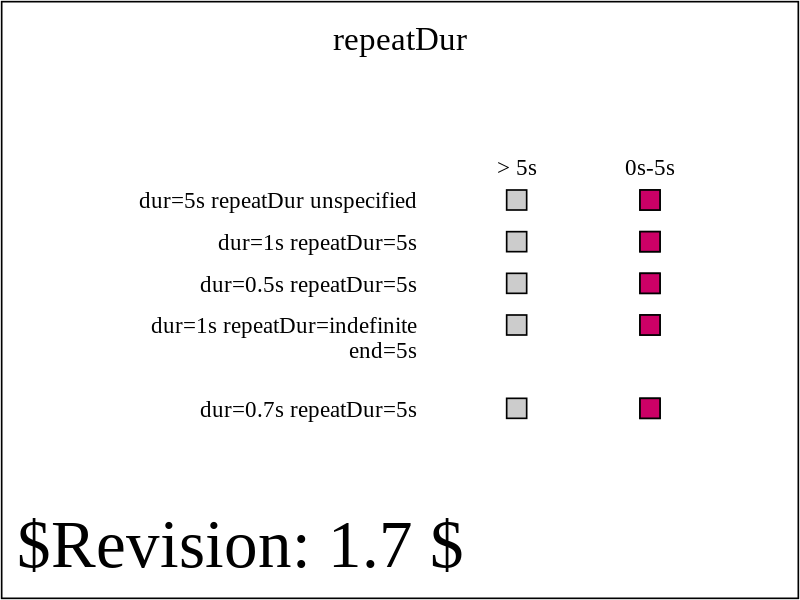 repeatDur
> 5s 0s-5s
dur=5s repeatDur unspecified
dur=1s repeatDur=5s
dur=0.5s repeatDur=5s
dur=1s repeatDur=indefinite
end=5s
dur=0.7s repeatDur=5s
$Revision: 1.7 $